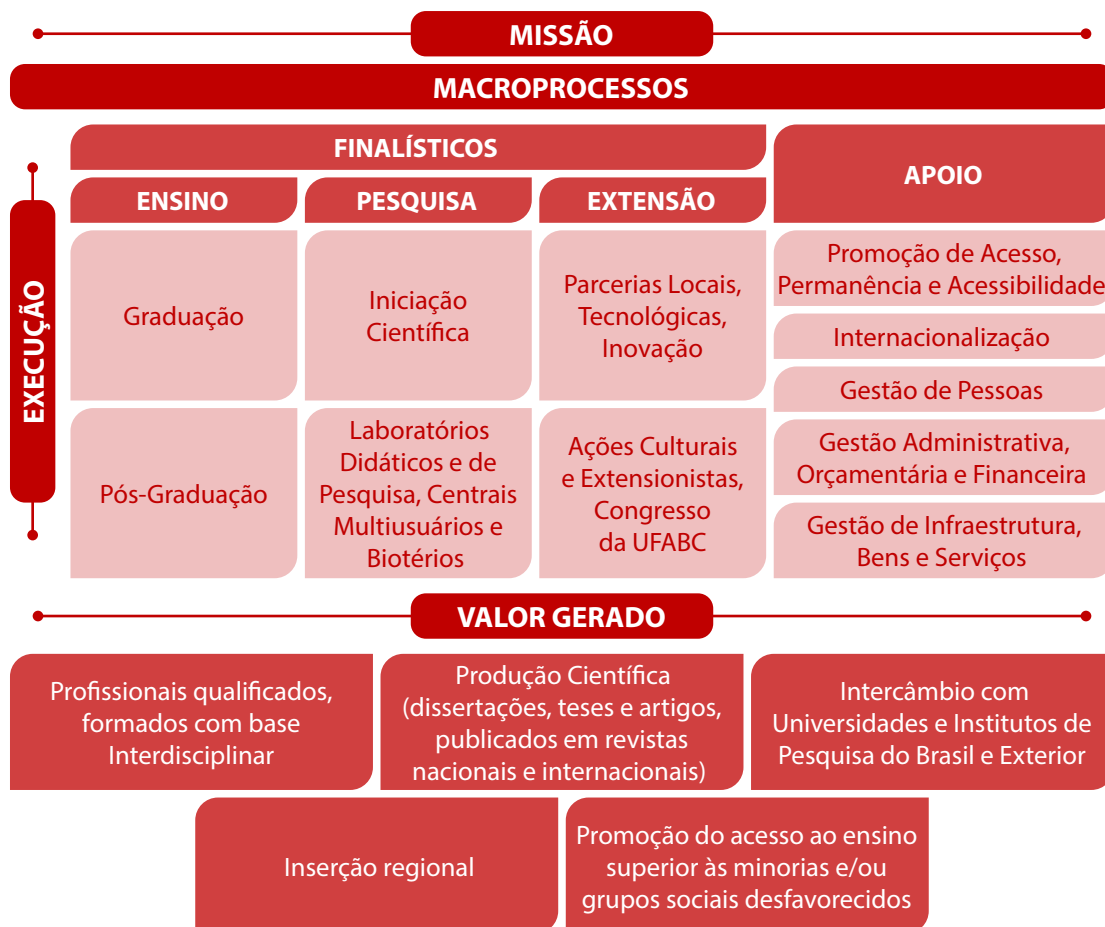 MISSÃO
MACROPROCESSOS
EXECUÇÃO
FINALÍSTICOS
APOIO
ENSINO
PESQUISA
EXTENSÃO
Graduação
Iniciação
Científica
Parcerias Locais,
Tecnológicas,
Inovação
Pós-Graduação
Laboratórios
Didáticos e de
Pesquisa, Centrais
Multiusuários e
Biotérios
Ações Culturais
e Extensionistas,
Congresso
da UFABC
Promoção de Acesso,
Permanência e Acessibilidade
Internacionalização
Gestão de Pessoas
Gestão Administrativa,
Orçamentária e Financeira
Gestão de Infraestrutura,
Bens e Serviços
VALOR GERADO
Profissionais qualificados,
formados com base
Interdisciplinar
Produção Científica
(dissertações, teses e artigos,
publicados em revistas
nacionais e internacionais)
Intercâmbio com
Universidades e Institutos de
Pesquisa do Brasil e Exterior
Inserção regional
Promoção do acesso ao ensino
superior às minorias e/ou
grupos sociais desfavorecidos